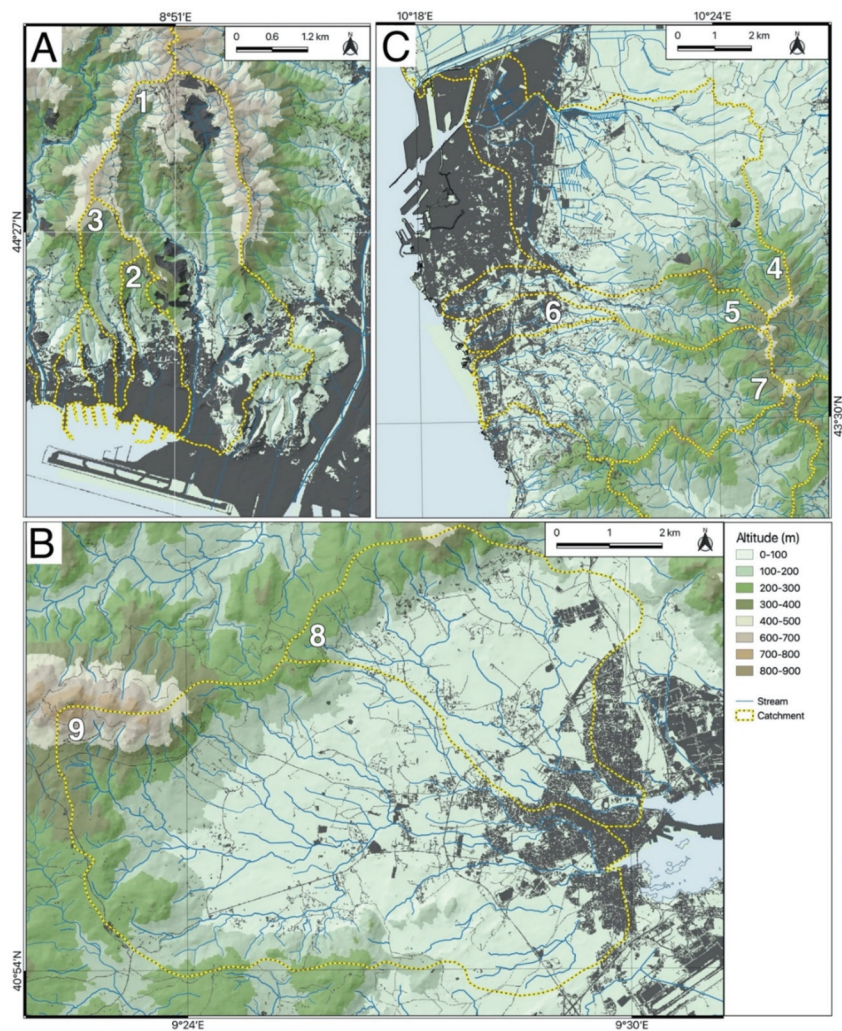 8°51'E
10°18'E
10°24'E
A
0 0.6 1.2 km
N
C
0 1 2 km
N
1
3
2
44°27'N
4
5
6
7
43°30'N
B
0 1 2 km
N
8
9
40°54'N
9°24'E
9°30'E
Altitude (m)
0-100
100-200
200-300
300-400
400-500
600-700
700-800
800-900
Stream
Catchment